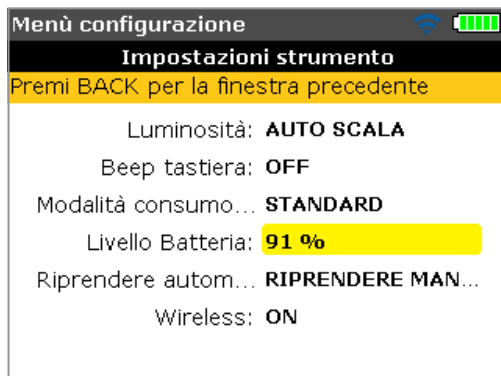 Menù configurazione
Impostazioni strumento
Premi BACK per la finestra precedente
Luminosità: AUTO SCALA
Beep tastiera: OFF
Modalità consumo... STANDARD
Livello Batteria: 91 %
Riprendere autom... RIPRENDERE MAN...
Wireless: ON